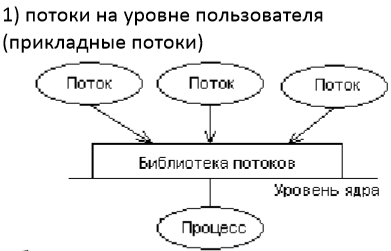 1) потоки на уровне пользователя
(прикладные потоки)
Поток Поток Поток
Библиотека потоков
Уровень ядра
Процесс